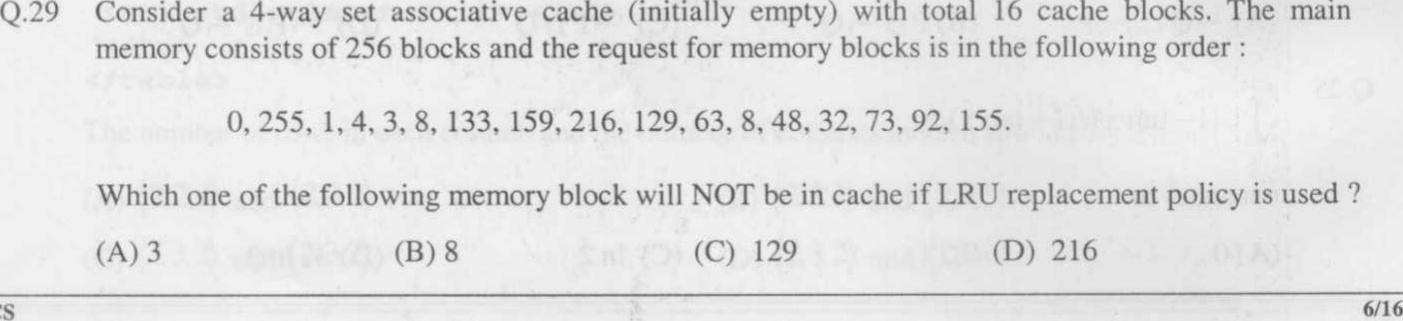 Q.29 Consider a 4-way set associative cache (initially empty) with total 16 cache blocks. The main
memory consists of 256 blocks and the request for memory blocks is in the following order :
0, 255, 1, 4, 3, 8, 133, 159, 216, 129, 63, 8, 48, 32, 73, 92, 155.
Which one of the following memory block will NOT be in cache if LRU replacement policy is used ?
(A) 3 (B) 8 (C) 129 (D) 216
CS 6/16